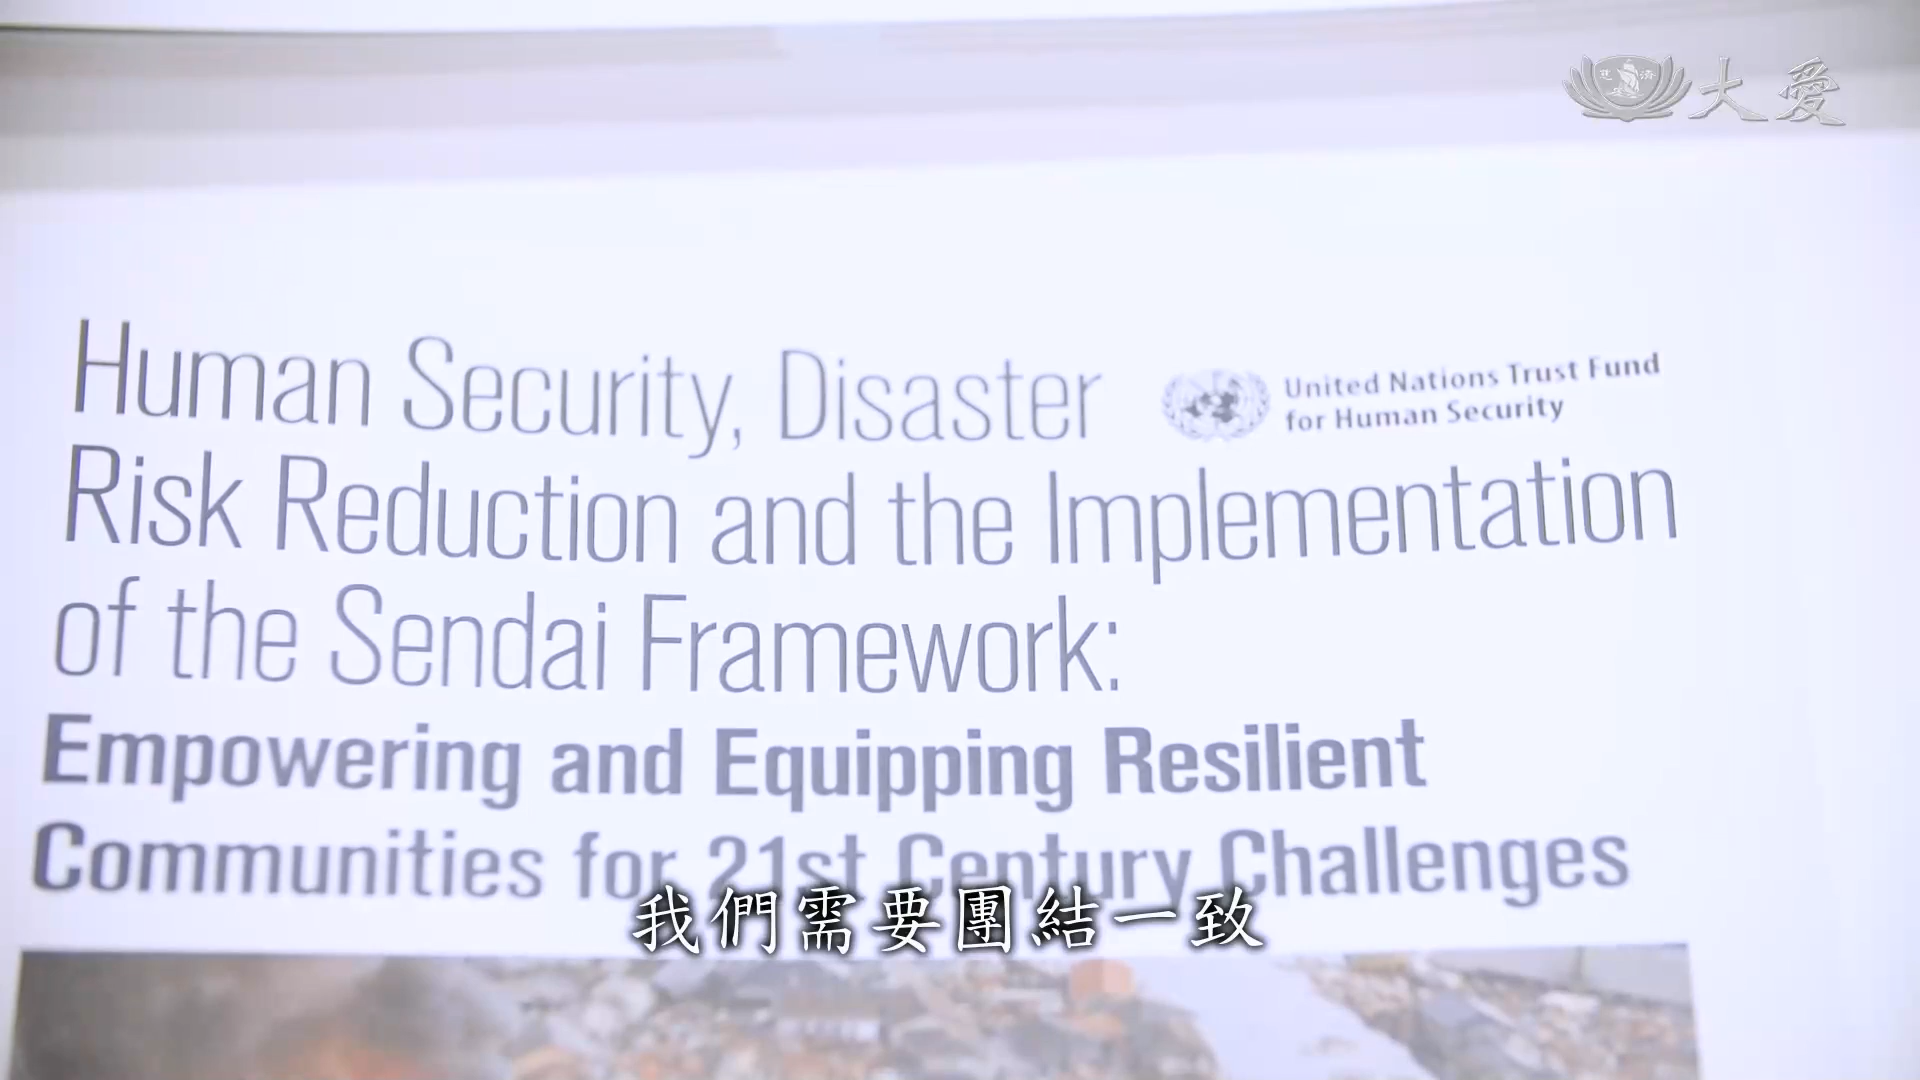 慈濟 大愛
Human Security, Disaster
United Nations Trust Fund
for Human Security
Risk Reduction and the Implementation
of the Sendai Framework:
Empowering and Equipping Resilient
Communities for 21st Century Challenges
我們需要團結一致